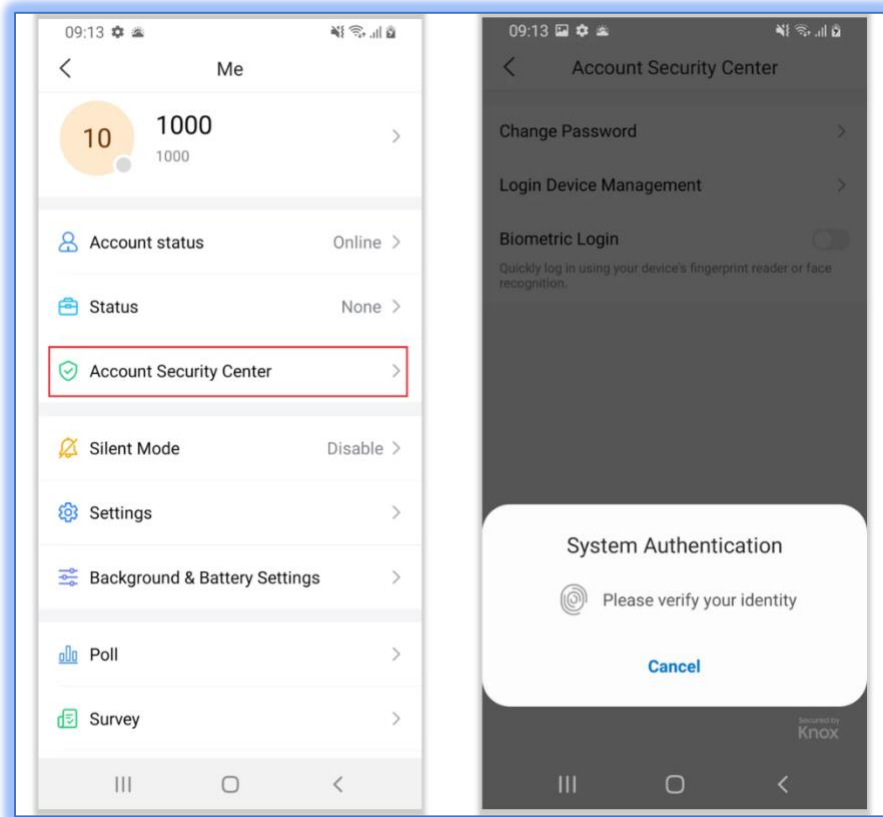 09:13
Me
10
1000
1000
Account status
Online
Status
None
Account Security Center
Silent Mode
Disable
Settings
Background & Battery Settings
Poll
Survey
09:13
Account Security Center
Change Password
Login Device Management
Biometric Login
Quickly log in using your device's fingerprint reader or face
recognition.
System Authentication
Please verify your identity
Cancel
Secured by
Knox